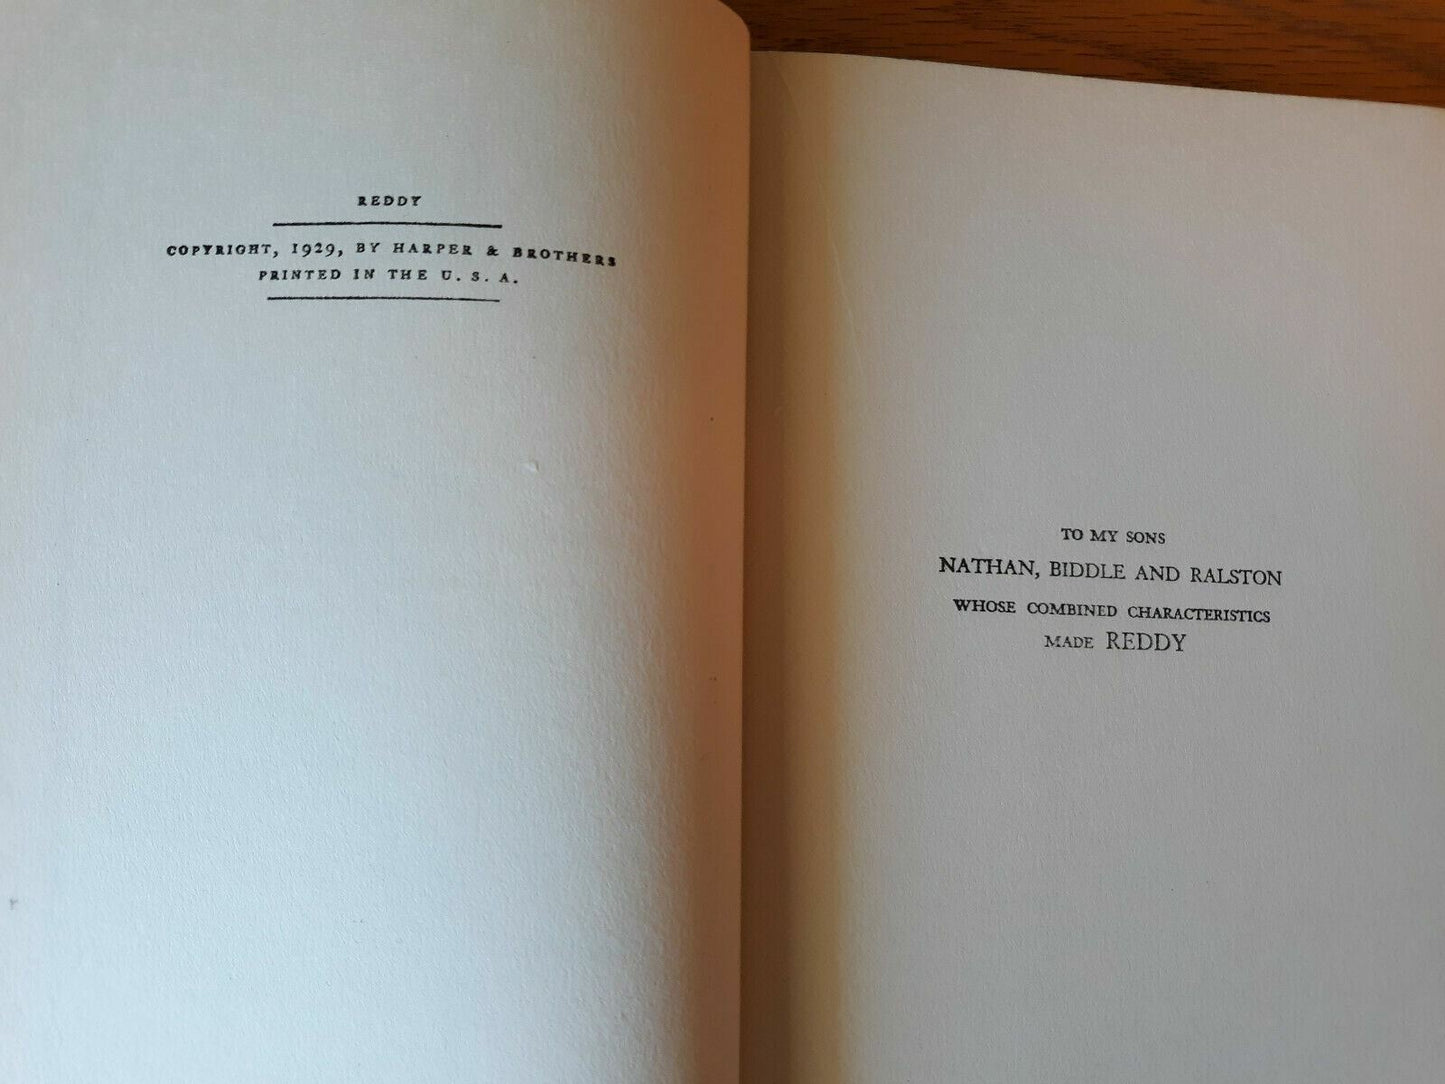 REDDY
COPYRIGHT, 1929, BY HARPER & BROTHERS
PRINTED IN THE U. S. A.
TO MY SONS
NATHAN, BIDDLE AND RALSTON
WHOSE COMBINED CHARACTERISTICS
MADE REDDY